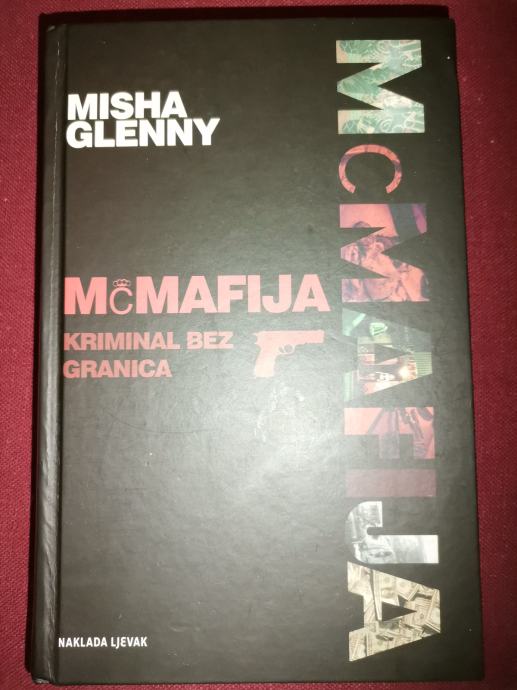 MISHA
GLENNY
McMAFIJA
KRIMINAL BEZ
GRANICA
McMAFIJA
NAKLADA LJEVAK